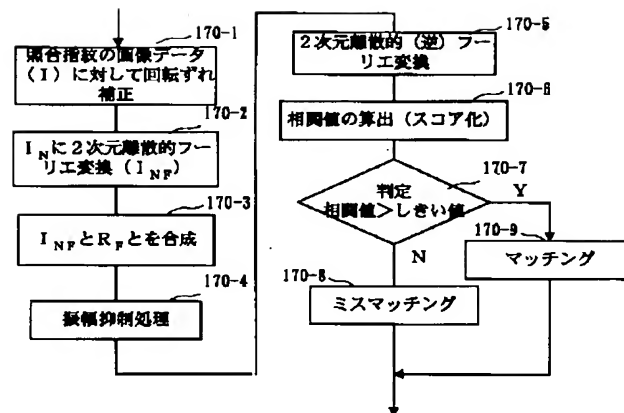 170-1
照合指紋の画像データ
(I)に対して回転ずれ
補正
170-2
I_Nに2次元離散的フー
リエ変換(I_NF)
170-3
I_NFとR_Fとを合成
170-4
振幅抑制処理
170-5
2次元離散的(逆)フー
リエ変換
170-6
相関値の算出(スコア化)
170-7
判定
相関値>しきい値
Y
N
170-9
マッチング
170-8
ミスマッチング